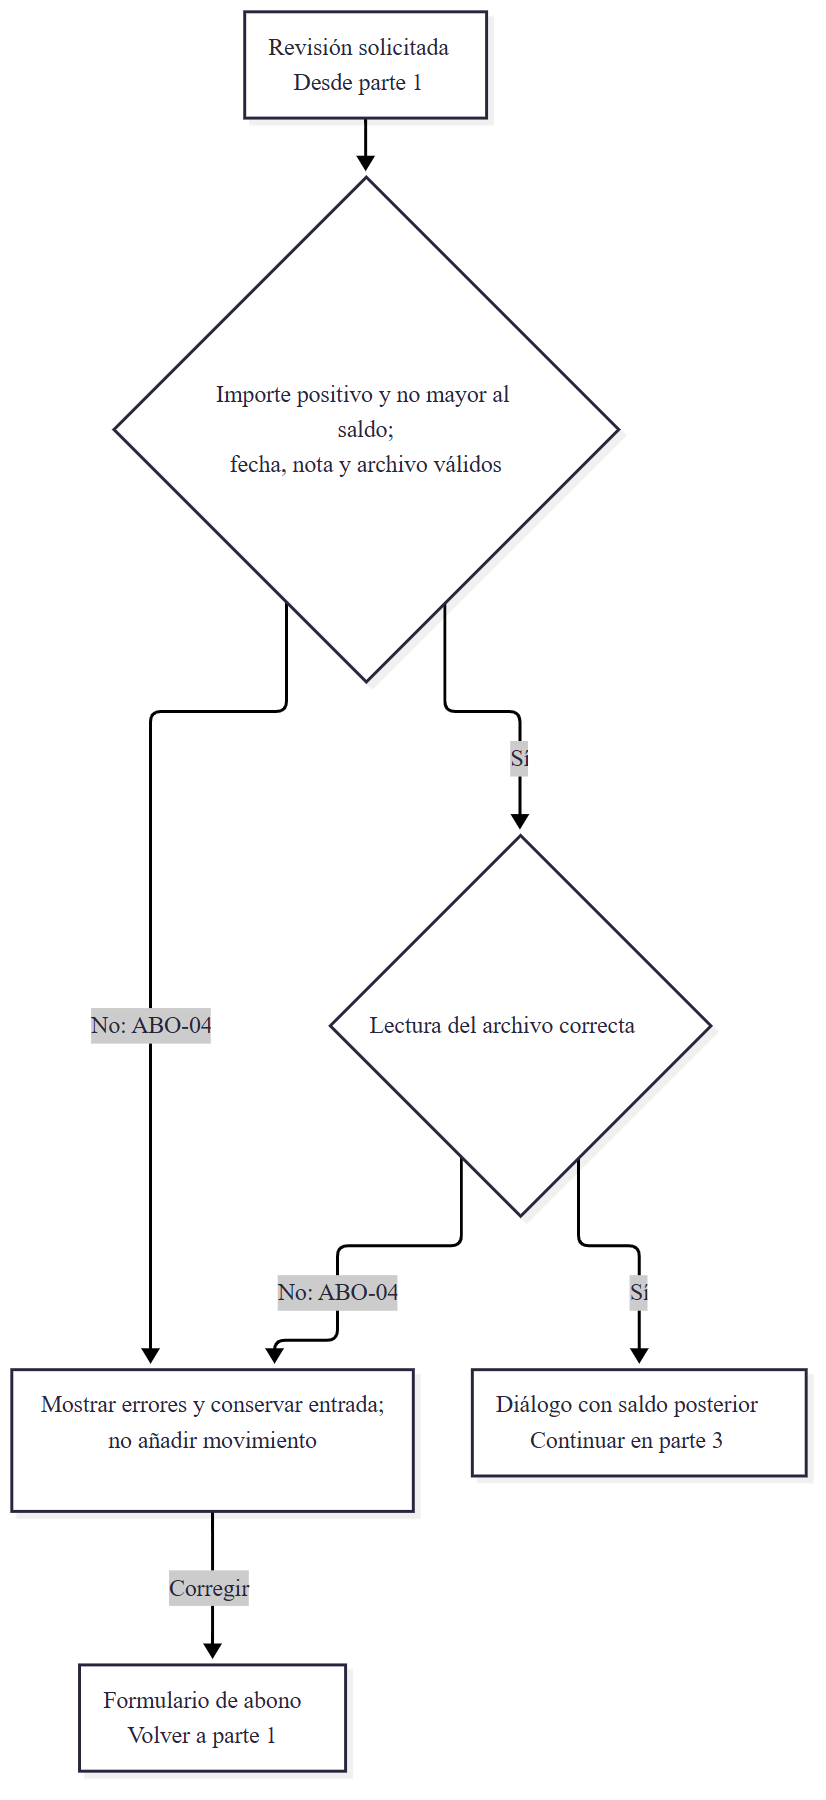 Revisión solicitada
Desde parte 1
Importe positivo y no mayor al
saldo;
fecha, nota y archivo válidos
Sí
No: ABO-04
Lectura del archivo correcta
No: ABO-04
Sí
Mostrar errores y conservar entrada;
no añadir movimiento
Diálogo con saldo posterior
Continuar en parte 3
Corregir
Formulario de abono
Volver a parte 1